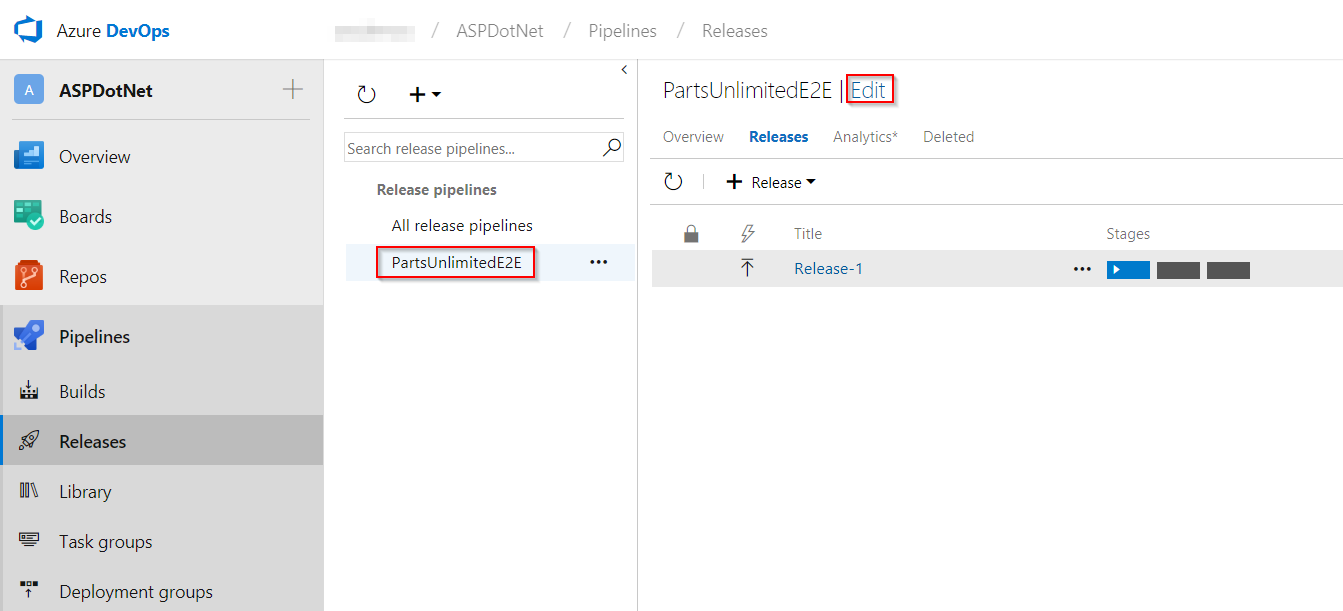 Azure DevOps
/ ASPDotNet / Pipelines / Releases
A ASPDotNet
Overview
Boards
Repos
Pipelines
Builds
Releases
Library
Task groups
Deployment groups
Search release pipelines...
Release pipelines
All release pipelines
PartsUnlimitedE2E
PartsUnlimitedE2E | Edit
Overview Releases Analytics* Deleted
Release
Title Stages
Release-1